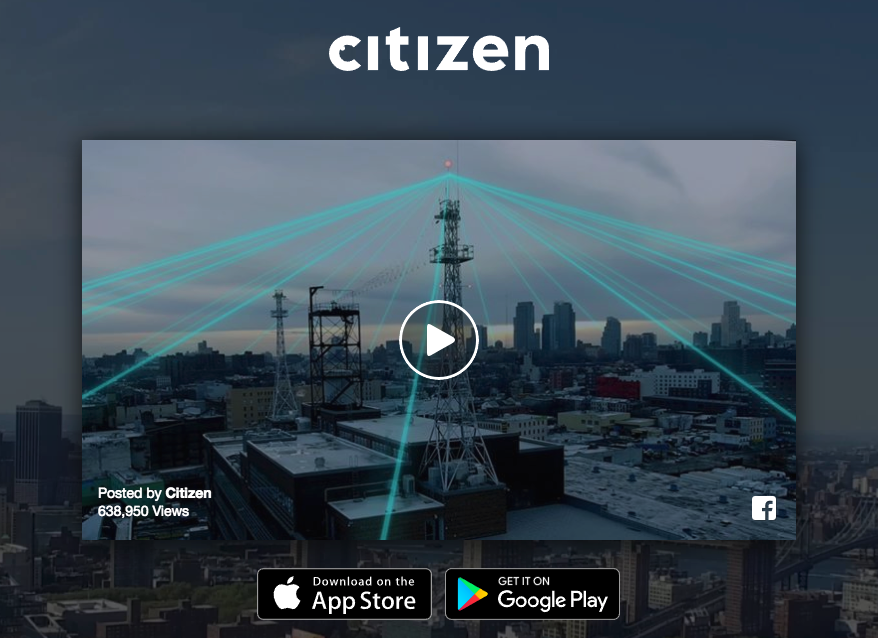 citizen
Posted by Citizen
638,950 Views
Download on the
App Store
GET IT ON
Google Play